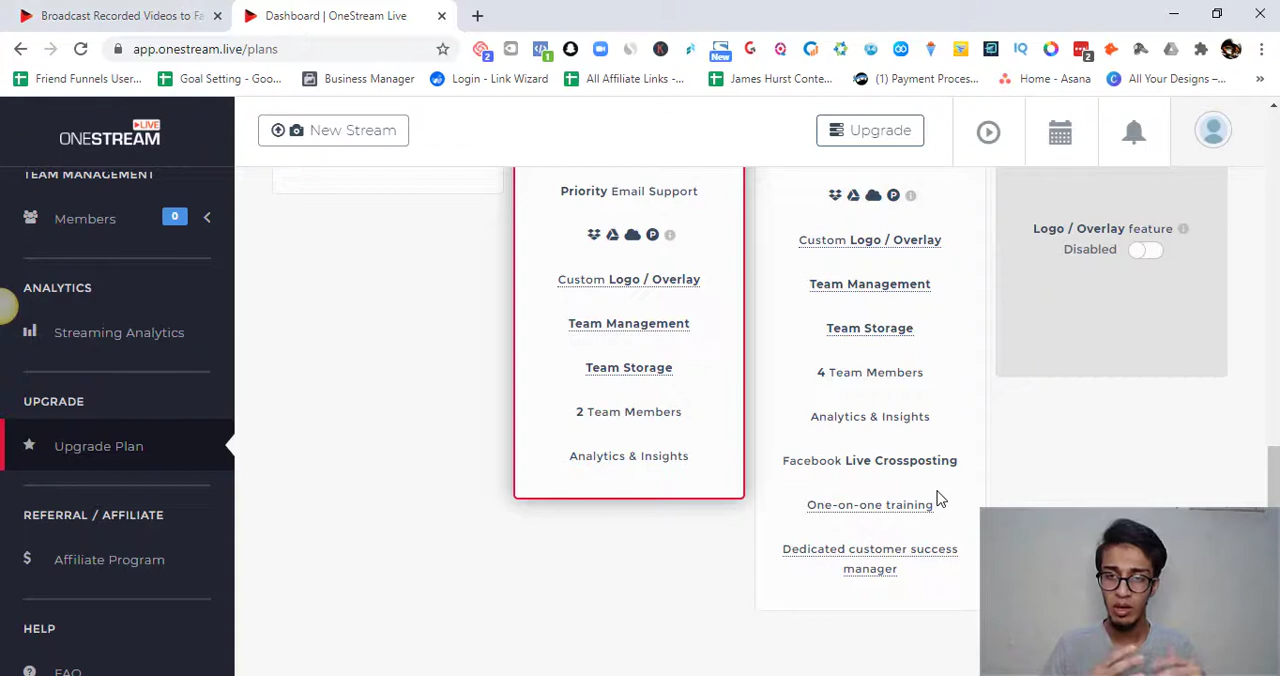 Broadcast Recorded Videos to Fa
Dashboard | OneStream Live
app.onestream.live/plans
New
2
1
2
IQ
Friend Funnels User...
Goal Setting - Goo...
Business Manager
Login - Link Wizard
All Affiliate Links -...
James Hurst Conte...
(1) Payment Proces...
Home - Asana
All Your Designs –...
ONESTREAM LIVE
New Stream
Upgrade
TEAM MANAGEMENT
Members 0
ANALYTICS
Streaming Analytics
UPGRADE
Upgrade Plan
REFERRAL / AFFILIATE
Affiliate Program
HELP
FAQ
Priority Email Support
Custom Logo / Overlay
Team Management
Team Storage
2 Team Members
Analytics & Insights
Custom Logo / Overlay
Team Management
Team Storage
4 Team Members
Analytics & Insights
Facebook Live Crossposting
One-on-one training
Dedicated customer success
manager
Logo / Overlay feature
Disabled